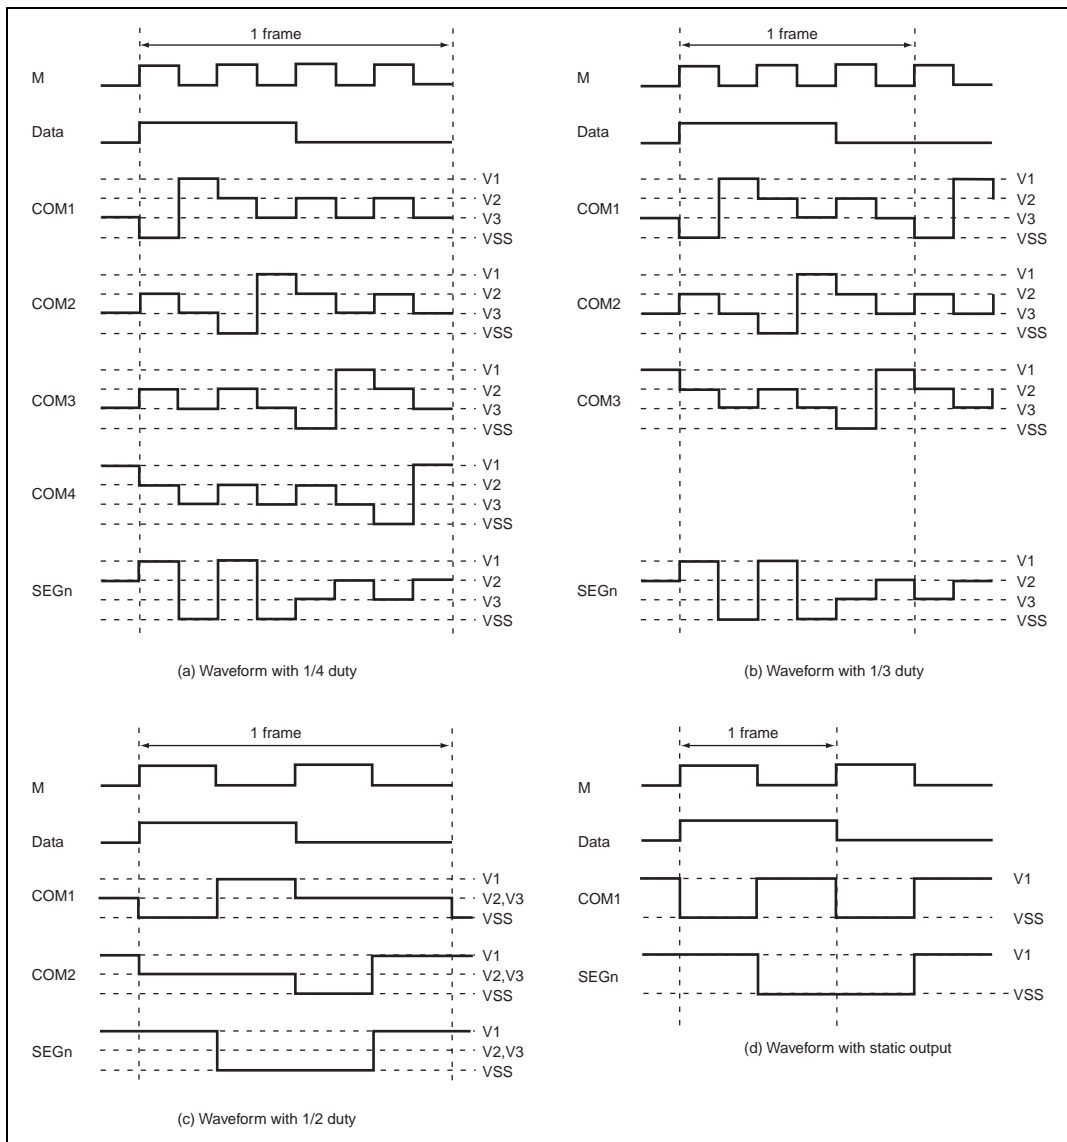 1 frame
M
Data
V1
V2
COM1
V3
VSS
V1
V2
COM2
V3
VSS
V1
V2
COM3
V3
VSS
V1
V2
COM4
V3
VSS
V1
V2
SEGn
V3
VSS
(a) Waveform with 1/4 duty
1 frame
M
Data
V1
V2
COM1
V3
VSS
V1
V2
COM2
V3
VSS
V1
V2
COM3
V3
VSS
V1
V2
SEGn
V3
VSS
(b) Waveform with 1/3 duty
1 frame
M
Data
V1
COM1
V2,V3
VSS
V1
COM2
V2,V3
VSS
V1
SEGn
V2,V3
VSS
(c) Waveform with 1/2 duty
1 frame
M
Data
V1
COM1
VSS
V1
SEGn
VSS
(d) Waveform with static output